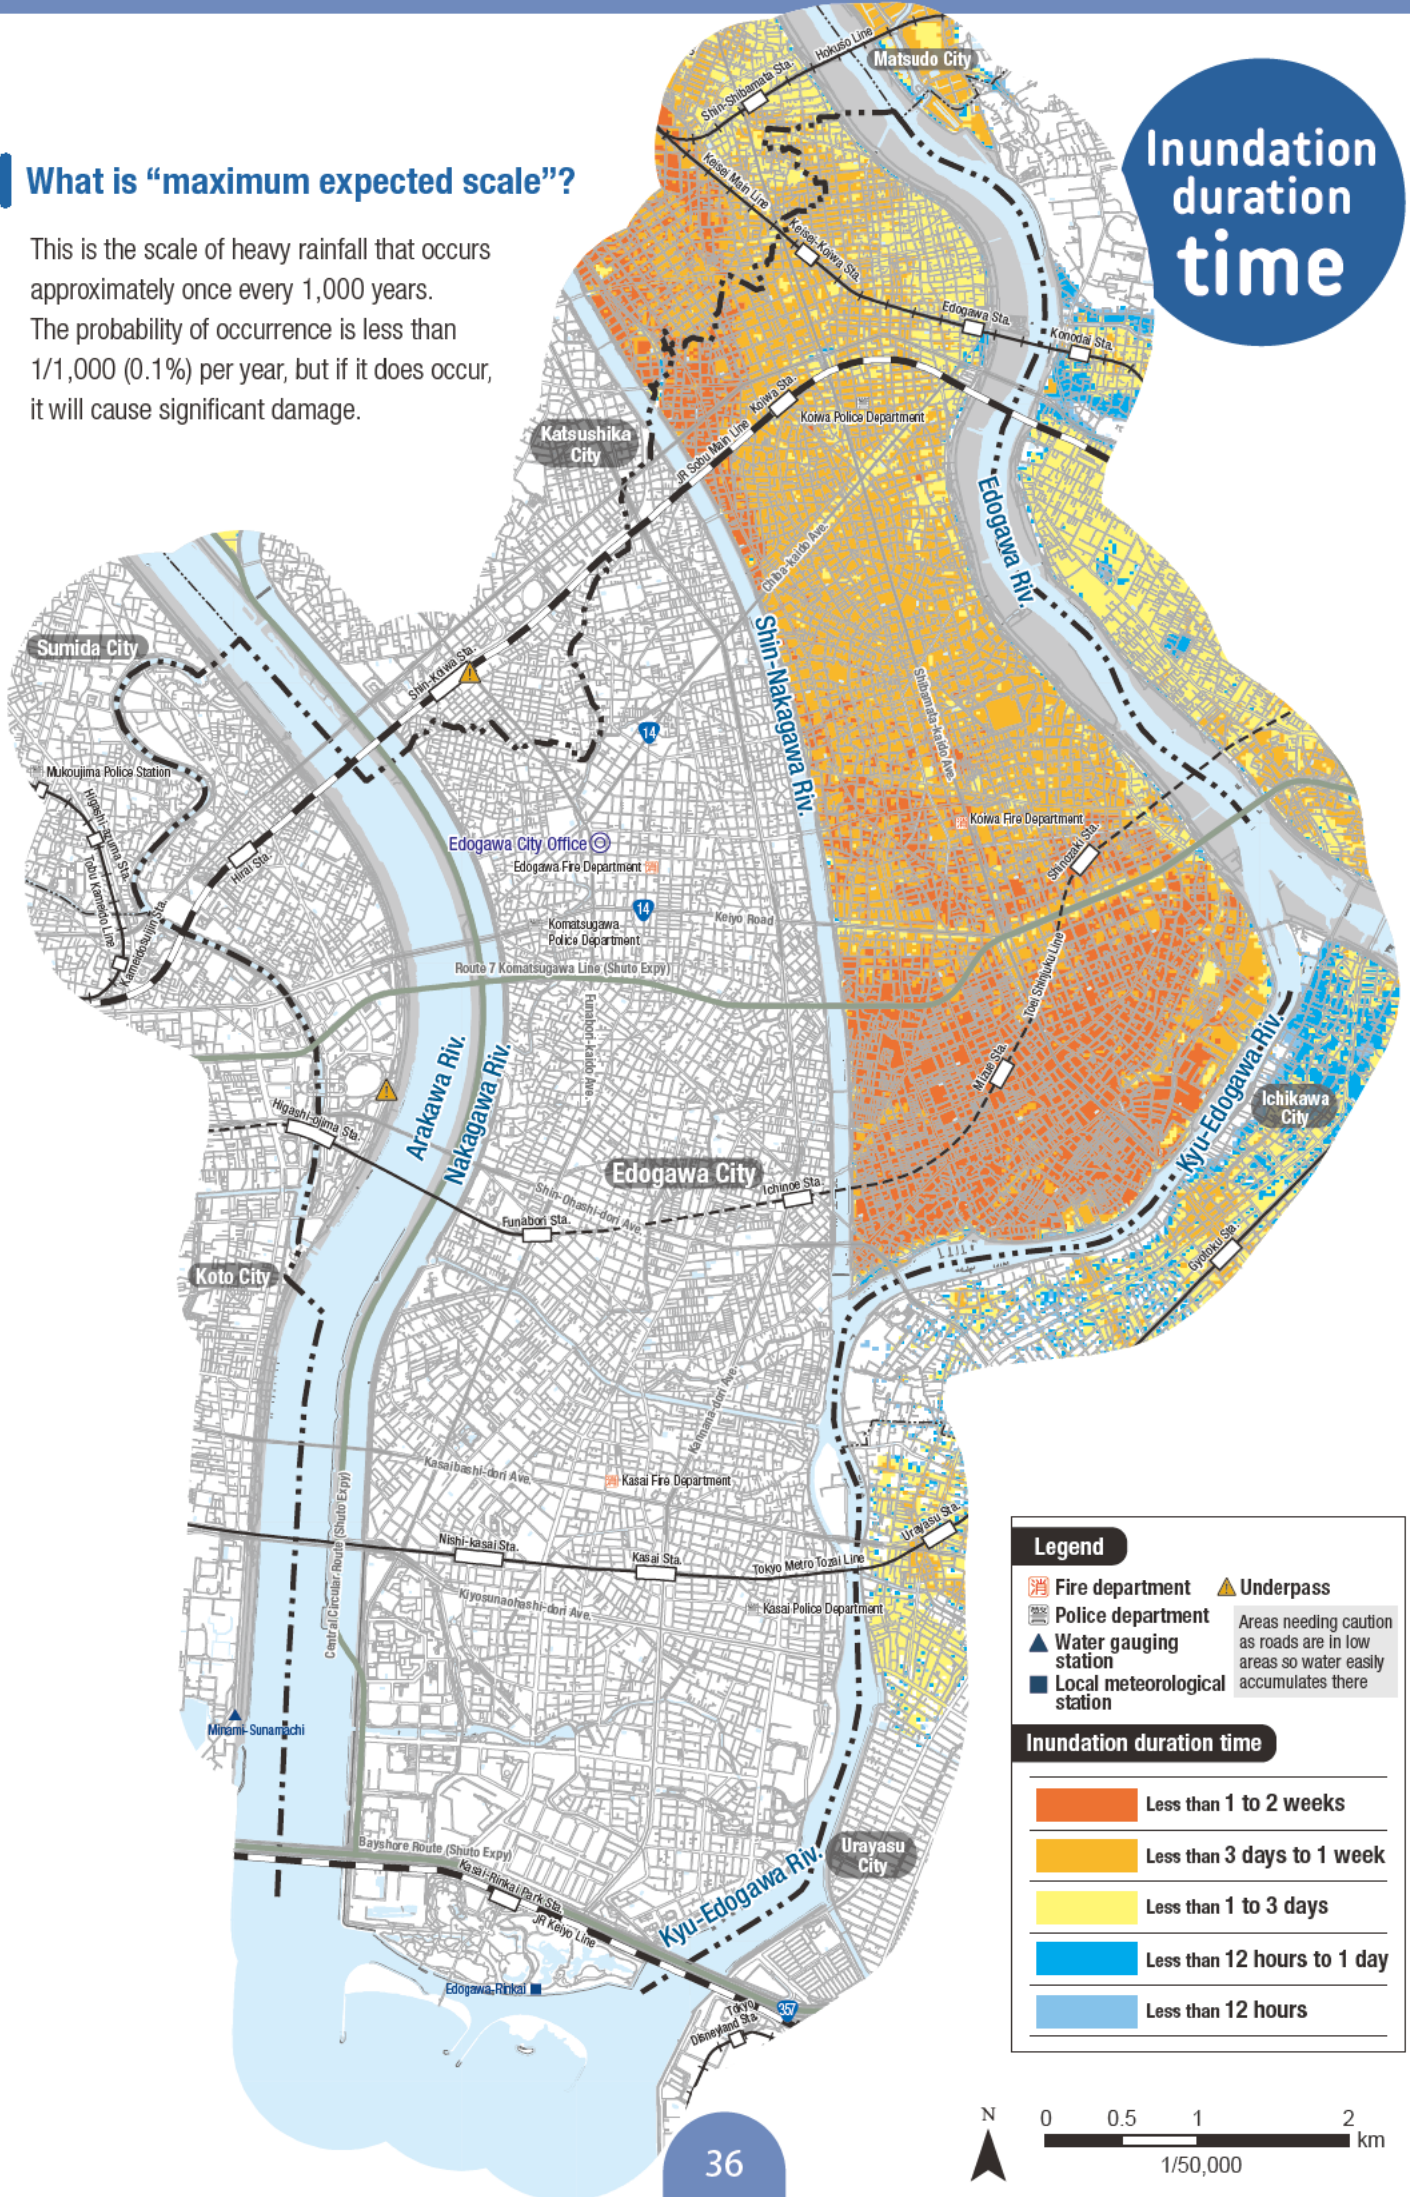 Inundation
duration
time
What is “maximum expected scale”?
This is the scale of heavy rainfall that occurs
approximately once every 1,000 years.
The probability of occurrence is less than
1/1,000 (0.1%) per year, but if it does occur,
it will cause significant damage.
Matsudo City
Hokuso Line
Shin-Shibamata Sta.
Keisei Main Line
Keisei-Koiwa Sta.
Edogawa Sta.
Konodai Sta.
Koiwa Sta.
Koiwa Police Department
Katsushika
City
JR Sobu Main Line
Edogawa Riv.
Chiba-kaido Ave.
Shin-Nakagawa Riv.
Sumida City
Shin-Koiwa Sta.
Shibamata-kaido Ave.
14
Mukoujima Police Station
Higashi-azuma Sta.
Tobu Kameido Line
Hirai Sta.
Kameidosuijin Sta.
Edogawa City Office
Edogawa Fire Department
消
消
Koiwa Fire Department
Shinozaki Sta.
14
Komatsugawa
Police Department
Keiyo Road
Route 7 Komatsugawa Line (Shuto Expy)
Toei Shinjuku Line
Funabori-kaido Ave.
Arakawa Riv.
Nakagawa Riv.
Mizue Sta.
Kyu-Edogawa Riv.
Ichikawa
City
Higashi-ojima Sta.
Edogawa City
Ichinoe Sta.
Shin-Ohashi-dori Ave.
Funabori Sta.
Gyotoku Sta.
Koto City
Kannana-dori Ave.
Kasaibashi-dori Ave.
消
Kasai Fire Department
Central Circular Route (Shuto Expy)
Nishi-kasai Sta.
Kasai Sta.
Tokyo Metro Tozai Line
Urayasu Sta.
Kiyosunaohashi-dori Ave.
Kasai Police Department
Minami-Sunamachi
Bayshore Route (Shuto Expy)
Kasai-Rinkai Park Sta.
JR Keiyo Line
Kyu-Edogawa Riv.
Urayasu
City
Edogawa-Rinkai
357
Tokyo
Disneyland Sta.
Legend
消 Fire department
Underpass
Police department
Water gauging
station
Local meteorological
station
Areas needing caution
as roads are in low
areas so water easily
accumulates there
Inundation duration time
Less than 1 to 2 weeks
Less than 3 days to 1 week
Less than 1 to 3 days
Less than 12 hours to 1 day
Less than 12 hours
N
0 0.5 1 2
km
1/50,000
36